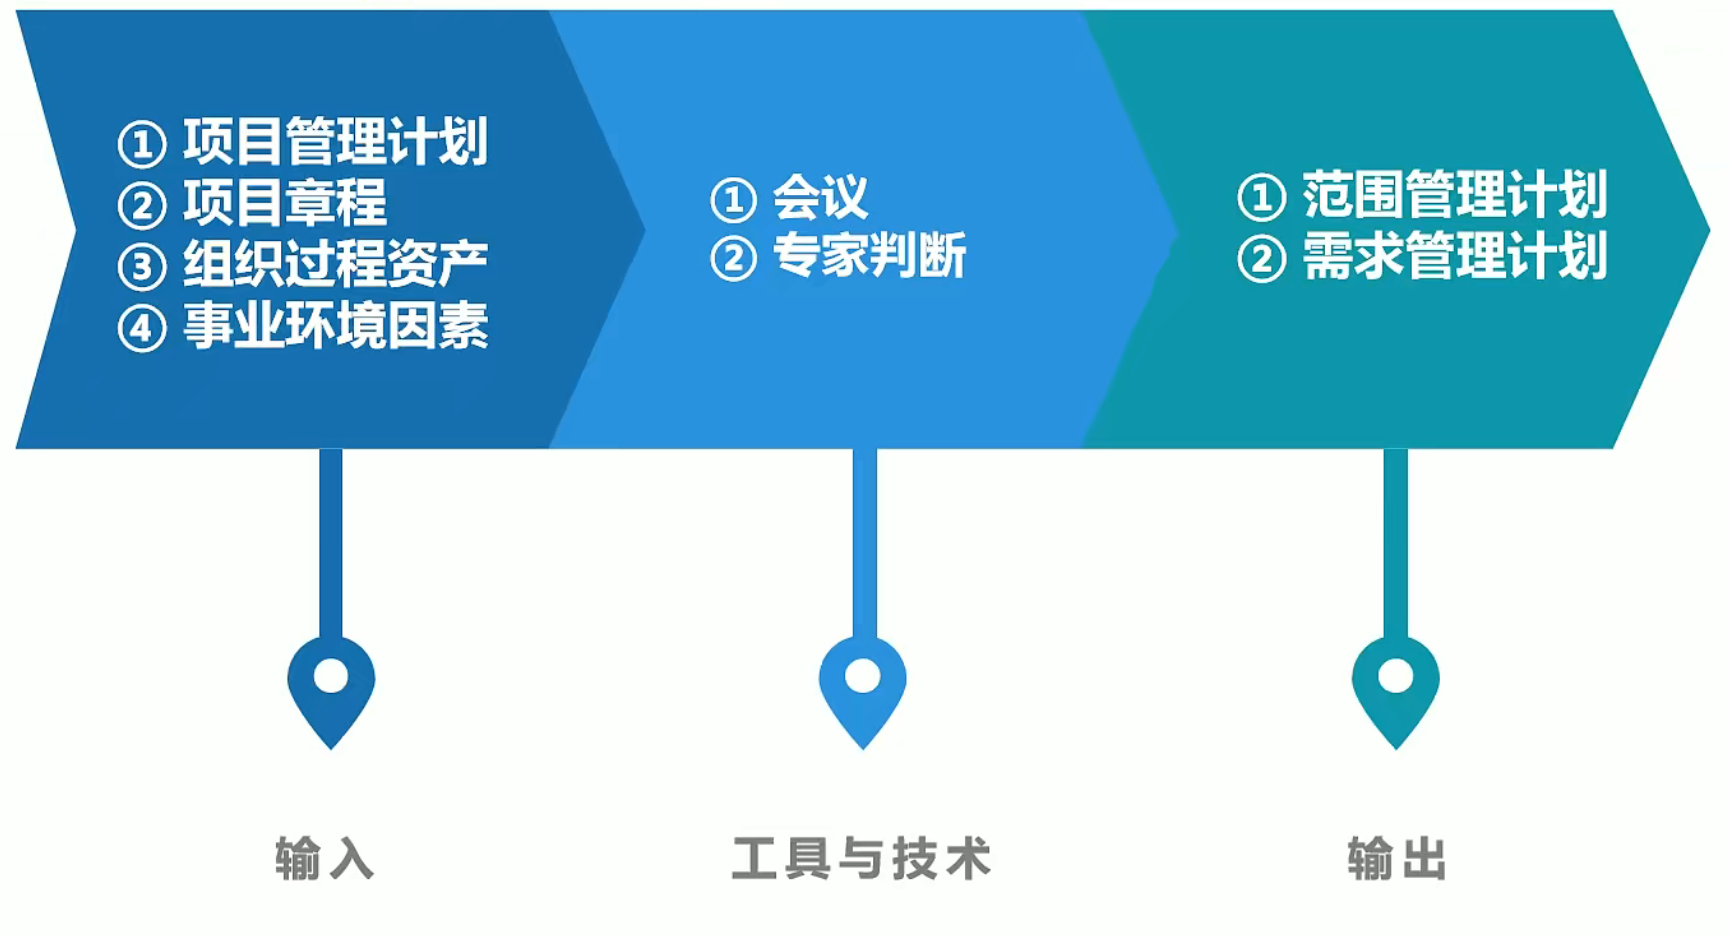 ① 项目管理计划
② 项目章程
③ 组织过程资产
④ 事业环境因素
① 会议
② 专家判断
① 范围管理计划
② 需求管理计划
输入
工具与技术
输出